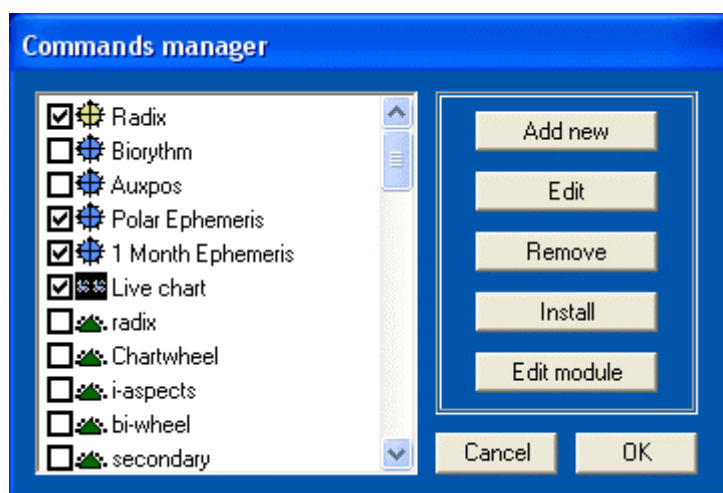 Commands manager
Radix
Biorythm
Auxpos
Polar Ephemeris
1 Month Ephemeris
Live chart
radix
Chartwheel
i-aspects
bi-wheel
secondary
Add new
Edit
Remove
Install
Edit module
Cancel
OK